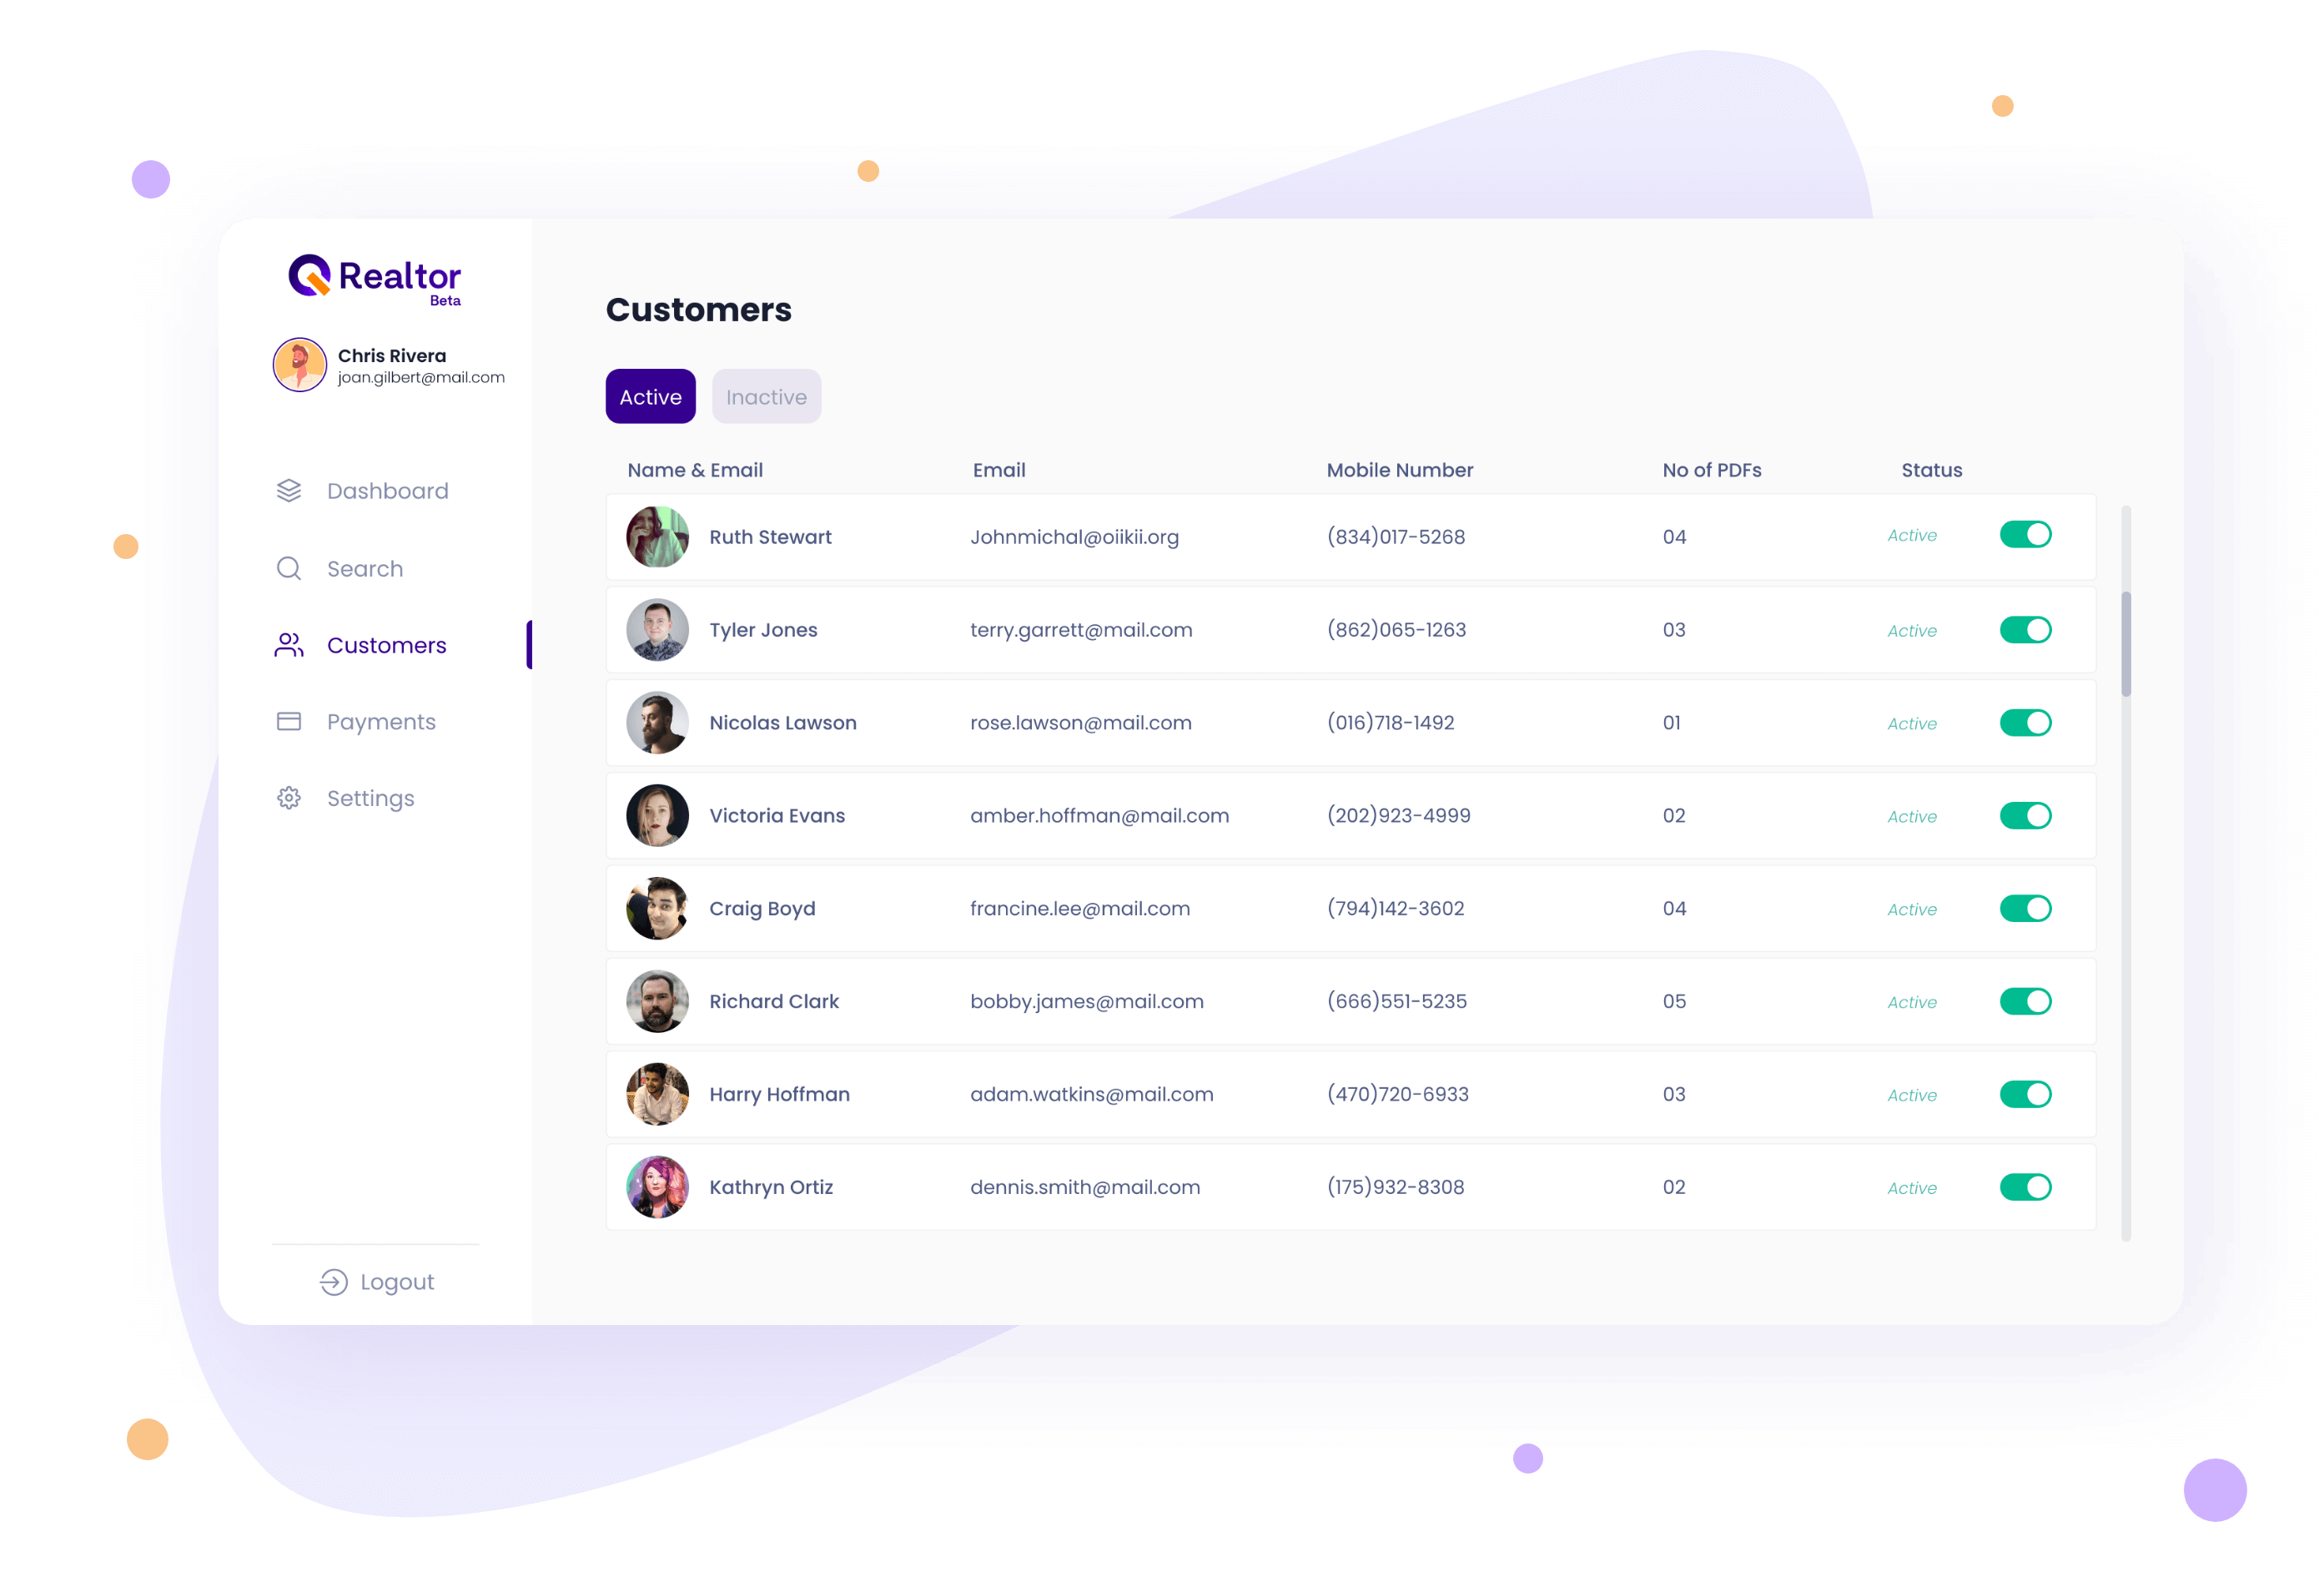 Realtor
Beta
Chris Rivera
joan.gilbert@mail.com
Dashboard
Search
Customers
Payments
Settings
Logout
Customers
Active Inactive
Name & Email Email Mobile Number No of PDFs Status
Ruth Stewart Johnmichal@oiikii.org (834)017-5268 04 Active
Tyler Jones terry.garrett@mail.com (862)065-1263 03 Active
Nicolas Lawson rose.lawson@mail.com (016)718-1492 01 Active
Victoria Evans amber.hoffman@mail.com (202)923-4999 02 Active
Craig Boyd francine.lee@mail.com (794)142-3602 04 Active
Richard Clark bobby.james@mail.com (666)551-5235 05 Active
Harry Hoffman adam.watkins@mail.com (470)720-6933 03 Active
Kathryn Ortiz dennis.smith@mail.com (175)932-8308 02 Active